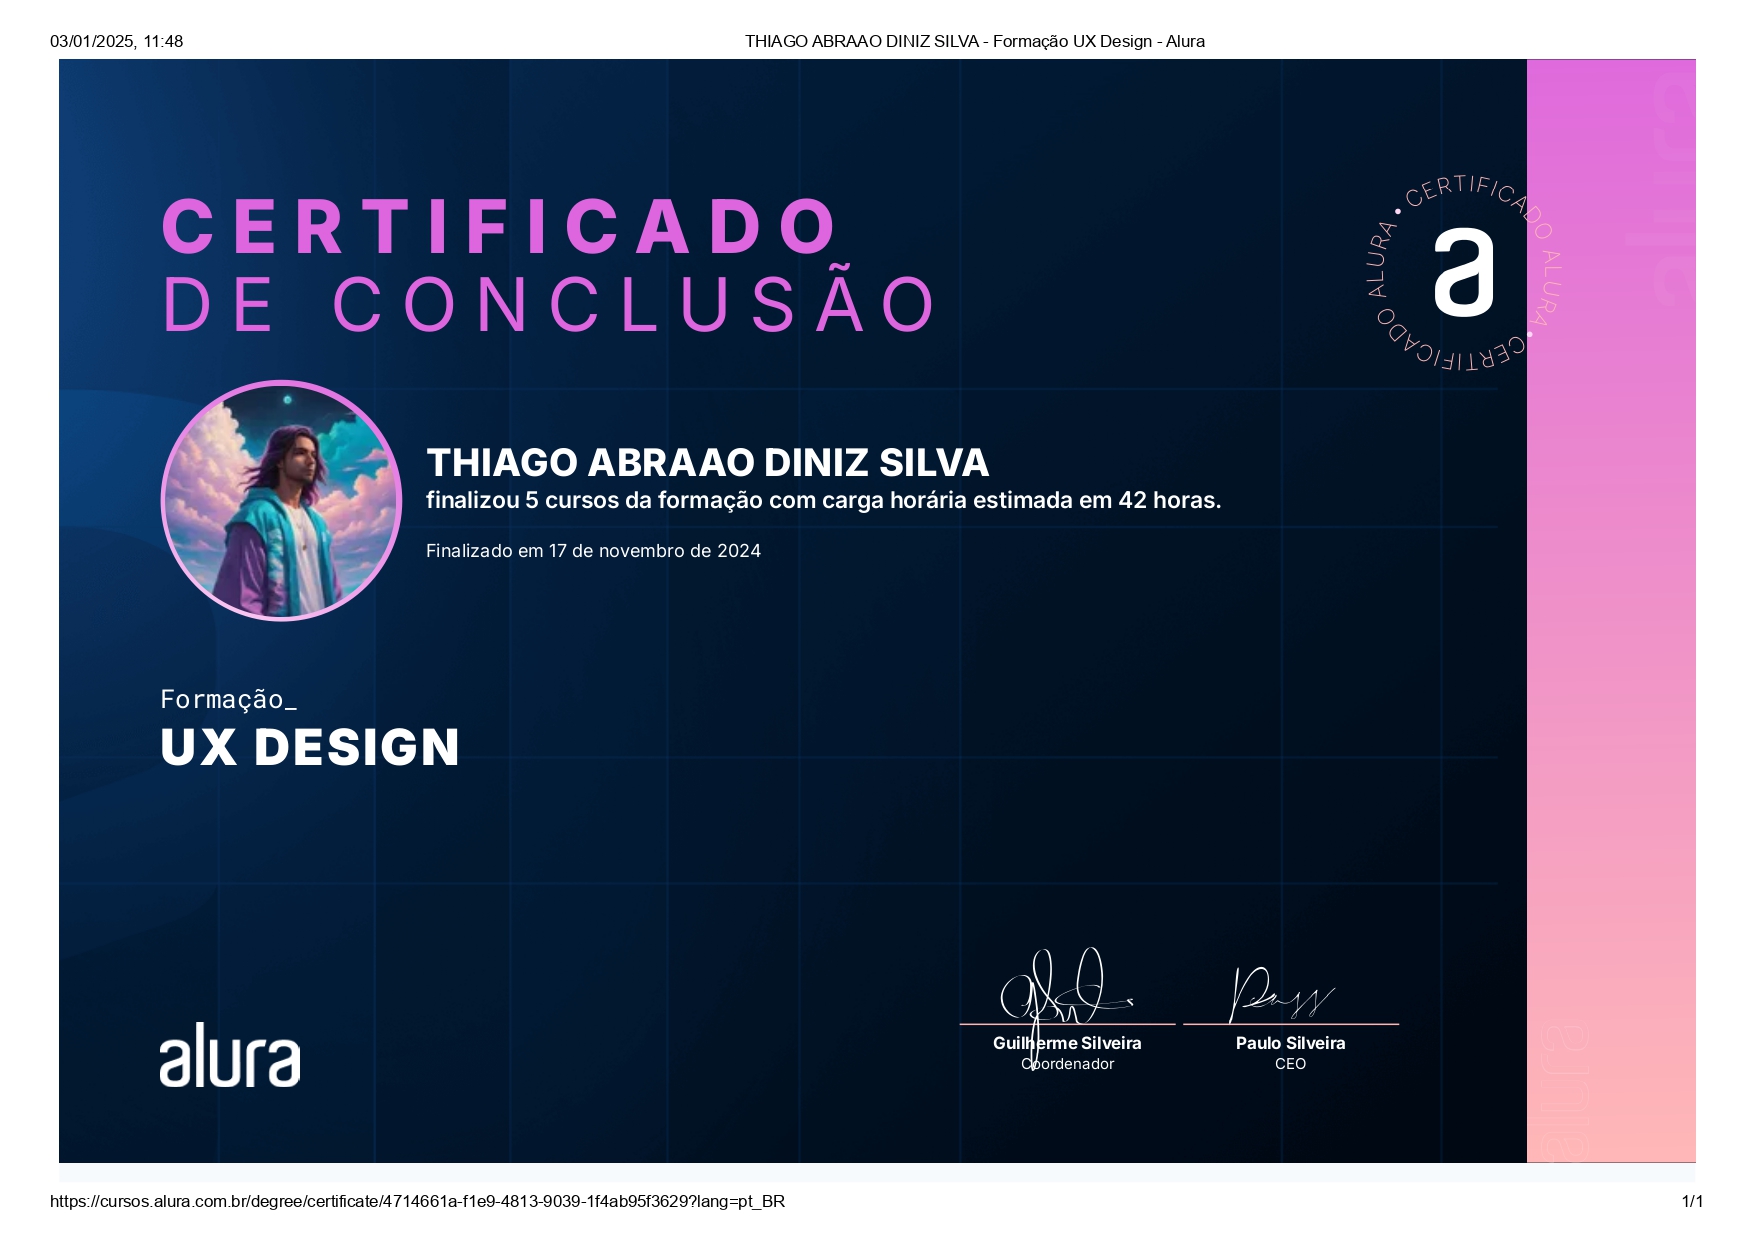 03/01/2025, 11:48
THIAGO ABRAAO DINIZ SILVA - Formação UX Design - Alura
CERTIFICADO
DE CONCLUSÃO
CERTIFICADO ALURA • CERTIFICADO ALURA •
a
THIAGO ABRAAO DINIZ SILVA
finalizou 5 cursos da formação com carga horária estimada em 42 horas.
Finalizado em 17 de novembro de 2024
Formação_
UX DESIGN
alura
Guilherme Silveira
Coordenador
Paulo Silveira
CEO
alura
alura
https://cursos.alura.com.br/degree/certificate/4714661a-f1e9-4813-9039-1f4ab95f3629?lang=pt_BR
1/1